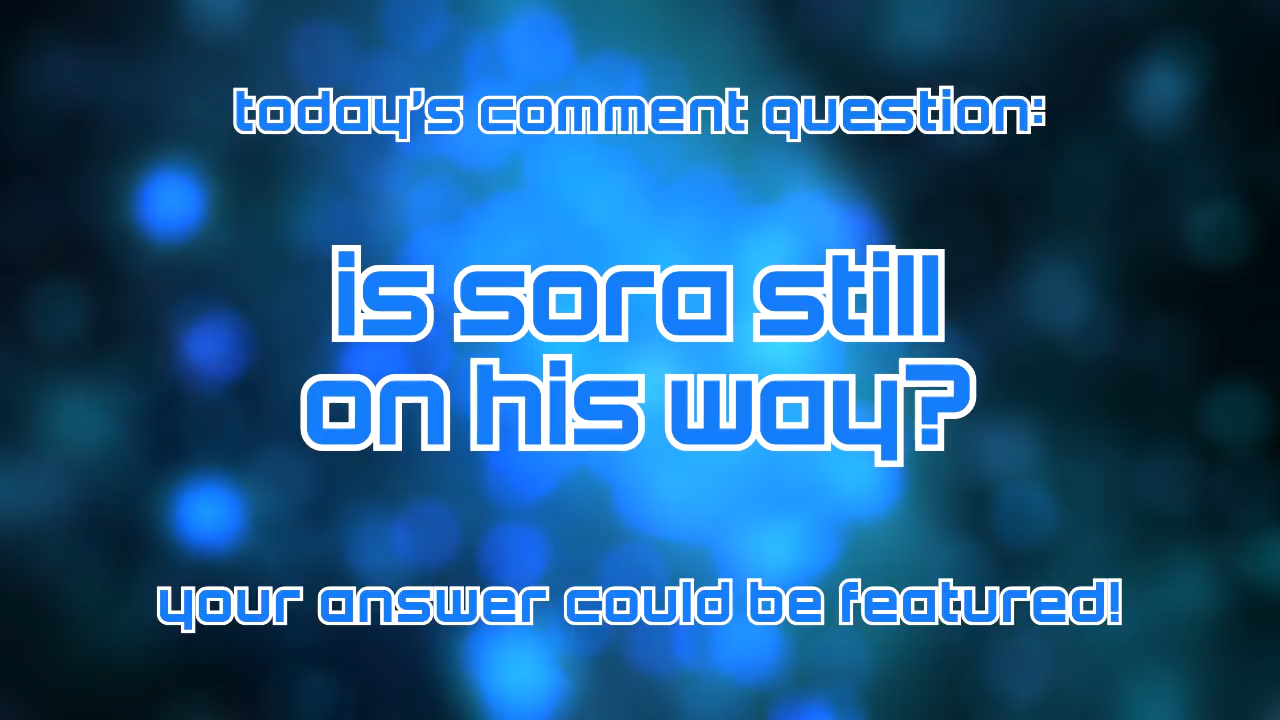 today's comment question:
is sora still
on his way?
your answer could be featured!